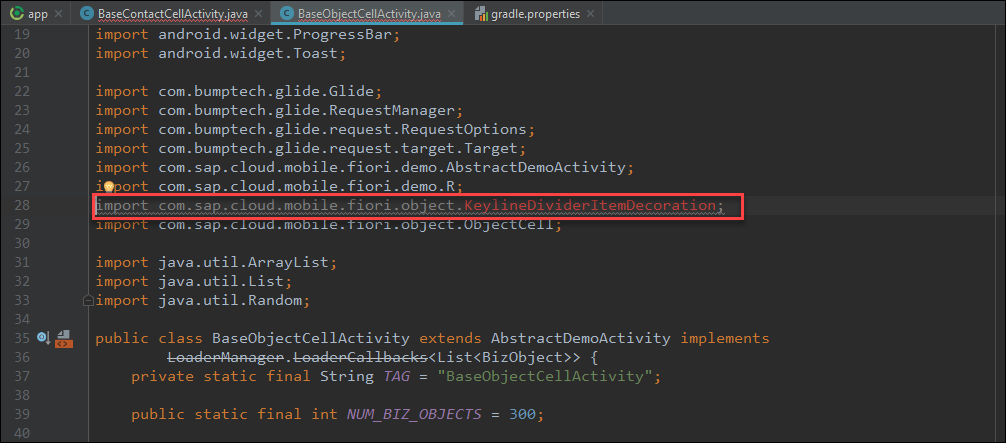 app BaseContactCellActivity.java BaseObjectCellActivity.java gradle.properties
19 import android.widget.ProgressBar;
20 import android.widget.Toast;
21
22 import com.bumptech.glide.Glide;
23 import com.bumptech.glide.RequestManager;
24 import com.bumptech.glide.request.RequestOptions;
25 import com.bumptech.glide.request.target.Target;
26 import com.sap.cloud.mobile.fiori.demo.AbstractDemoActivity;
27 import com.sap.cloud.mobile.fiori.demo.R;
28 import com.sap.cloud.mobile.fiori.object.KeylineDividerItemDecoration;
29 import com.sap.cloud.mobile.fiori.object.ObjectCell;
30
31 import java.util.ArrayList;
32 import java.util.List;
33 import java.util.Random;
34
35 public class BaseObjectCellActivity extends AbstractDemoActivity implements
36 LoaderManager.LoaderCallbacks<List<BizObject>> {
37 private static final String TAG = "BaseObjectCellActivity";
38
39 public static final int NUM_BIZ_OBJECTS = 300;
40